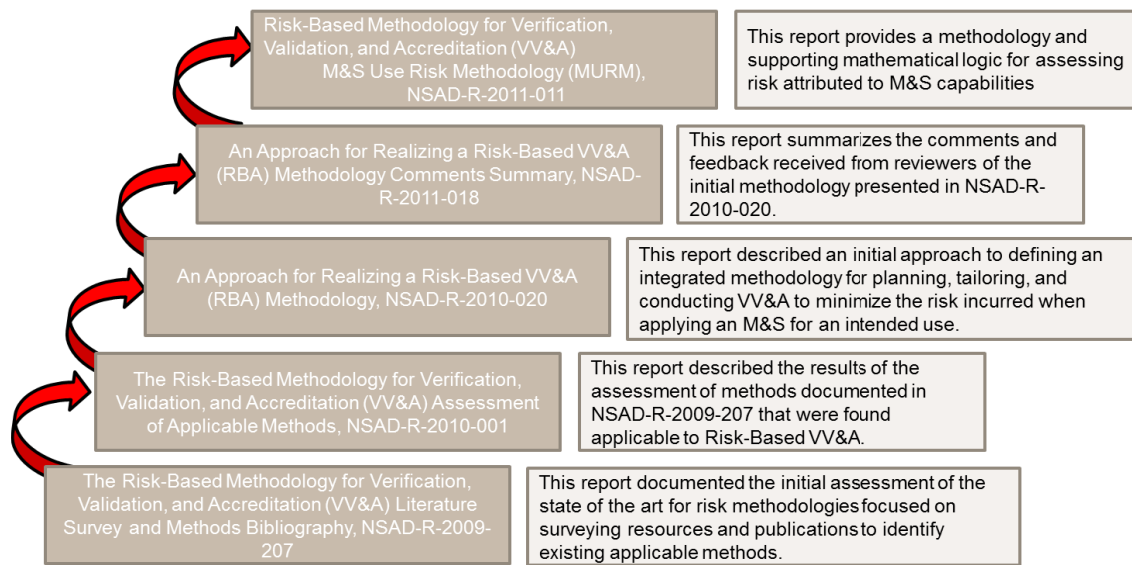 Risk-Based Methodology for Verification,
Validation, and Accreditation (VV&A)
M&S Use Risk Methodology (MURM),
NSAD-R-2011-011
This report provides a methodology and
supporting mathematical logic for assessing
risk attributed to M&S capabilities
An Approach for Realizing a Risk-Based VV&A
(RBA) Methodology Comments Summary, NSAD-
R-2011-018
This report summarizes the comments and
feedback received from reviewers of the
initial methodology presented in NSAD-R-
2010-020.
An Approach for Realizing a Risk-Based VV&A
(RBA) Methodology, NSAD-R-2010-020
This report described an initial approach to defining an
integrated methodology for planning, tailoring, and
conducting VV&A to minimize the risk incurred when
applying an M&S for an intended use.
The Risk-Based Methodology for Verification,
Validation, and Accreditation (VV&A) Assessment
of Applicable Methods, NSAD-R-2010-001
This report described the results of the
assessment of methods documented in
NSAD-R-2009-207 that were found
applicable to Risk-Based VV&A.
The Risk-Based Methodology for Verification,
Validation, and Accreditation (VV&A) Literature
Survey and Methods Bibliography, NSAD-R-2009-
207
This report documented the initial assessment of the
state of the art for risk methodologies focused on
surveying resources and publications to identify
existing applicable methods.